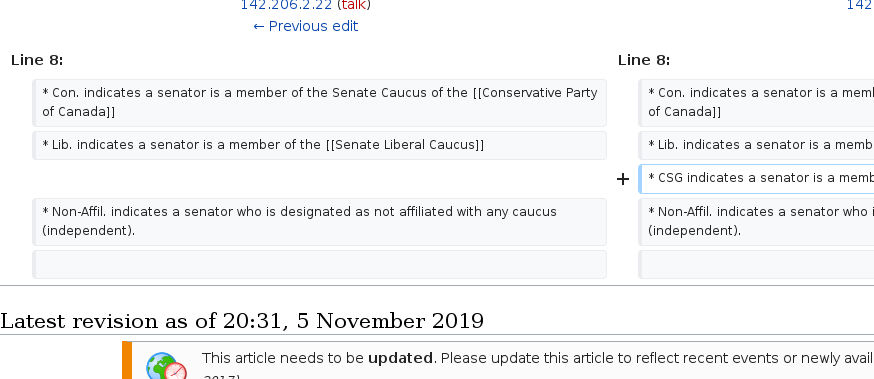 142.206.2.22 (talk)
142
← Previous edit
Line 8:
Line 8:
* Con. indicates a senator is a member of the Senate Caucus of the [[Conservative Party
of Canada]]
* Con. indicates a senator is a
of Canada]]
* Lib. indicates a senator is a member of the [[Senate Liberal Caucus]]
* Lib. indicates a senator is a
+ * CSG indicates a senator is a
* Non-Affil. indicates a senator who is designated as not affiliated with any caucus
(independent).
* Non-Affil. indicates a senator who
(independent).
Latest revision as of 20:31, 5 November 2019
This article needs to be updated. Please update this article to reflect recent events or newly
2017)